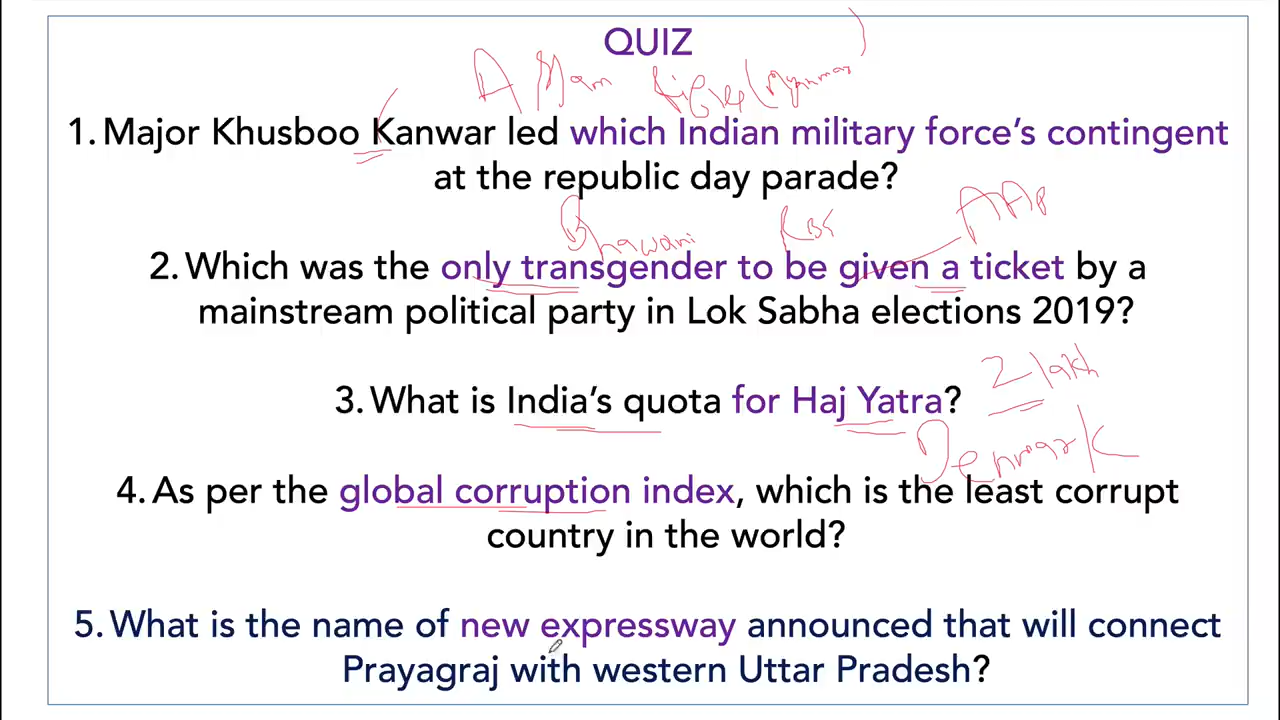 QUIZ
A
1. Major Khusboo Kanwar led which Indian military force's contingent
at the republic day parade?
AAP
Bhawani
2. Which was the only transgender to be given a ticket by a
mainstream political party in Lok Sabha elections 2019?
2 lakh
3. What is India's quota for Haj Yatra?
Denmark
4. As per the global corruption index, which is the least corrupt
country in the world?
5. What is the name of new expressway announced that will connect
Prayagraj with western Uttar Pradesh?